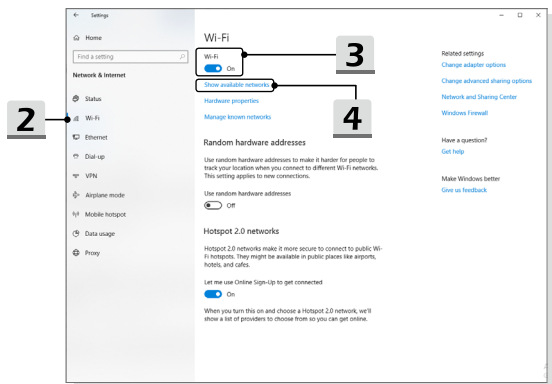 Settings
Home
Find a setting
Network & Internet
Status
Wi-Fi
Ethernet
Dial-up
VPN
Airplane mode
Mobile hotspot
Data usage
Proxy
2
Wi-Fi
Wi-Fi
On
3
Show available networks
4
Hardware properties
Manage known networks
Random hardware addresses
Use random hardware addresses to make it harder for people to
track your location when you connect to different Wi-Fi networks.
This setting applies to new connections.
Use random hardware addresses
Off
Hotspot 2.0 networks
Hotspot 2.0 networks make it more secure to connect to public Wi-
Fi hotspots. They might be available in public places like airports,
hotels, and cafes.
Let me use Online Sign-Up to get connected
On
When you turn this on and choose a Hotspot 2.0 network, we'll
show a list of providers to choose from so you can get online.
Related settings
Change adapter options
Change advanced sharing options
Network and Sharing Center
Windows Firewall
Have a question?
Get help
Make Windows better
Give us feedback